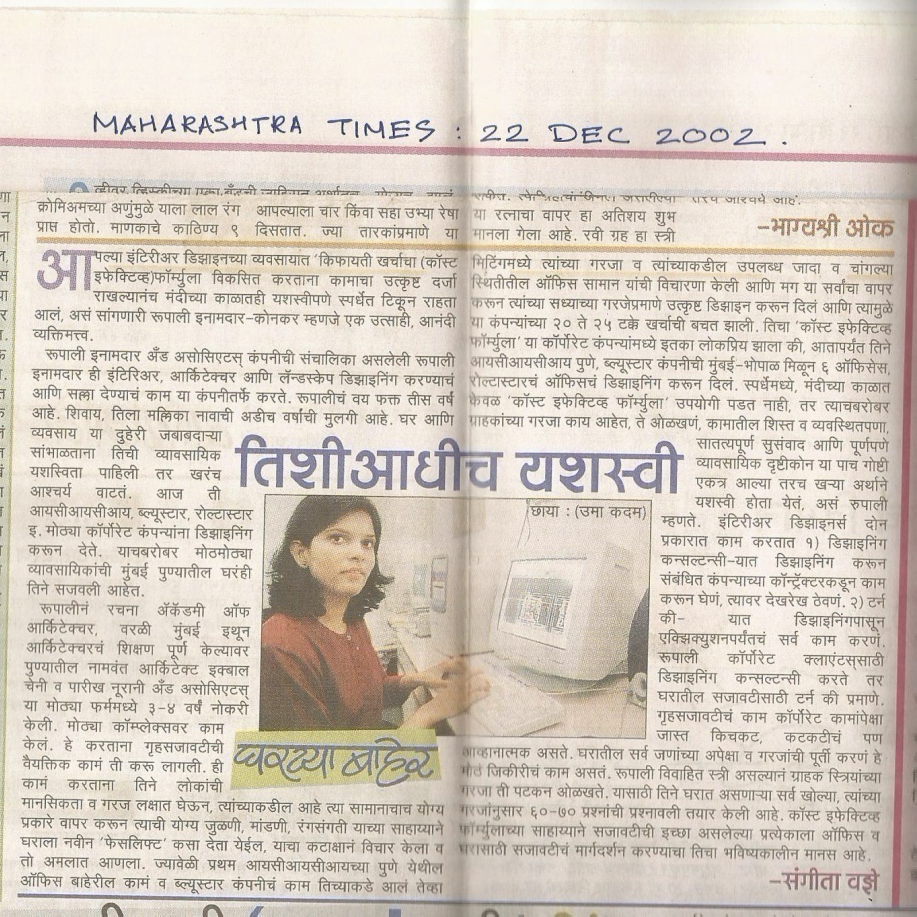 MAHARASHTRA TIMES : 22 DEC 2002.
क्रोमिअमच्या अणुंमुळे याला लाल रंग
प्राप्त होतो. माणकाचे काठिण्य ९
आपल्याला चार किंवा सहा उभ्या रेषा
दिसतात. ज्या तारकांप्रमाणे या
या रत्नाचा वापर हा अतिशय शुभ
मानला गेला आहे. रवी ग्रह हा स्त्री
-भाग्यश्री ओक
तिशीआधीच यशस्वी
आपल्या इंटिरीअर डिझाइनच्या व्यवसायात 'किफायती खर्चाचा (कॉस्ट
इफेक्टिव्ह)फॉर्म्युला विकसित करताना कामाचा उत्कृष्ट दर्जा
राखल्यानंच मंदीच्या काळातही यशस्वीपणे स्पर्धेत टिकून राहता
आलं, असं सांगणारी रूपाली इनामदार-कोनकर म्हणजे एक उत्साही, आनंदी
व्यक्तिमत्त्व.
रूपाली इनामदार अँड असोसिएटस् कंपनीची संचालिका असलेली रूपाली
इनामदार ही इंटिरिअर, आर्किटेक्चर आणि लॅन्डस्केप डिझाइनिंग करण्याचं
आणि सल्ला देण्याचं काम या कंपनीतर्फे करते. रूपालीचं वय फक्त तीस वर्षं
आहे. शिवाय, तिला मल्लिका नावाची अडीच वर्षाची मुलगी आहे. घर आणि
व्यवसाय या दुहेरी जबाबदाऱ्या
सांभाळताना तिची व्यावसायिक
यशस्विता पाहिली तर खरंच
आश्चर्य वाटतं. आज ती
आयसीआयसीआय, ब्ल्यूस्टार, रोल्टास्टार
इ. मोठ्या कॉर्पोरेट कंपन्यांना डिझाइनिंग
करून देते. याचबरोबर मोठमोठ्या
व्यावसायिकांची मुंबई पुण्यातील घरंही
तिने सजवली आहेत.
रूपालीनं रचना अ‍ॅकॅडमी ऑफ
आर्किटेक्चर, वरळी मुंबई इथून
आर्किटेक्चरचं शिक्षण पूर्ण केल्यावर
पुण्यातील नामवंत आर्किटेक्ट इक्बाल
चेनी व पारीख नूरानी अँड असोसिएटस्
या मोठ्या फर्ममध्ये ३-४ वर्षं नोकरी
केली. मोठ्या कॉम्प्लेक्सवर काम
केलं. हे करताना गृहसजावटीची
वैयक्तिक कामं ती करू लागली. ही
कामं करताना तिने लोकांची
मानसिकता व गरज लक्षात घेऊन, त्यांच्याकडील आहे त्या सामानाचाच योग्य
प्रकारे वापर करून त्याची योग्य जुळणी, मांडणी, रंगसंगती याच्या साहाय्याने
घराला नवीन 'फेसलिफ्ट' कसा देता येईल, याचा कटाक्षानं विचार केला व
तो अमलात आणला. ज्यावेळी प्रथम आयसीआयसीआयच्या पुणे येथील
ऑफिस बाहेरील कामं व ब्ल्यूस्टार कंपनीचं काम तिच्याकडे आलं तेव्हा
छाया : (उमा कदम)
घरट्या बाहेर
मिटिंगमध्ये त्यांच्या गरजा व त्यांच्याकडील उपलब्ध जादा व चांगल्या
स्थितीतील ऑफिस सामान यांची विचारणा केली आणि मग या सर्वांचा वापर
करून त्यांच्या सध्याच्या गरजेप्रमाणे उत्कृष्ट डिझाइन करून दिलं आणि त्यामुळे
या कंपन्यांच्या २० ते २५ टक्के खर्चाची बचत झाली. तिचा 'कॉस्ट इफेक्टिव्ह
फॉर्म्युला' या कॉर्पोरेट कंपन्यांमध्ये इतका लोकप्रिय झाला की, आतापर्यंत तिने
आयसीआयसीआय पुणे, ब्ल्यूस्टार कंपनीची मुंबई-भोपाळ मिळून ६ ऑफिसेस,
रोल्टास्टारचं ऑफिसचं डिझाइनिंग करून दिलं. स्पर्धेमध्ये, मंदीच्या काळात
केवळ 'कॉस्ट इफेक्टिव्ह फॉर्म्युला' उपयोगी पडत नाही, तर त्याचबरोबर
ग्राहकांच्या गरजा काय आहेत, ते ओळखणं, कामातील शिस्त व व्यवस्थितपणा,
सातत्यपूर्ण सुसंवाद आणि पूर्णपणे
व्यावसायिक दृष्टीकोन या पाच गोष्टी
एकत्र आल्या तरच खऱ्या अर्थाने
यशस्वी होता येतं, असं रुपाली
म्हणते. इंटिरीअर डिझाइनर्स दोन
प्रकारात काम करतात १) डिझाइनिंग
कन्सल्टन्सी-यात डिझाइनिंग करून
संबंधित कंपन्याच्या कॉन्ट्रॅक्टरकडून काम
करून घेणं, त्यावर देखरेख ठेवणं. २) टर्न
की- यात डिझाइनिंगपासून
एक्झिक्युशनपर्यंतचं सर्व काम करणं.
रूपाली कॉर्पोरेट क्लाएंटस्‌साठी
डिझाइनिंग कन्सल्टन्सी करते तर
घरातील सजावटीसाठी टर्न की प्रमाणे.
गृहसजावटीचं काम कॉर्पोरेट कामांपेक्षा
जास्त किचकट, कटकटीचं पण
आव्हानात्मक असते. घरातील सर्व जणांच्या अपेक्षा व गरजांची पूर्ती करणं हे
मोठं जिकीरीचं काम असतं. रूपाली विवाहित स्त्री असल्यानं ग्राहक स्त्रियांच्या
गरजा ती पटकन ओळखते. यासाठी तिने घरात असणाऱ्या सर्व खोल्या, त्यांच्या
गरजांनुसार ६०-७० प्रश्नांची प्रश्नावली तयार केली आहे. कॉस्ट इफेक्टिव्ह
फॉर्म्युलाच्या साहाय्याने सजावटीची इच्छा असलेल्या प्रत्येकाला ऑफिस व
घरासाठी सजावटीचं मार्गदर्शन करण्याचा तिचा भविष्यकालीन मानस आहे.
-संगीता वझे